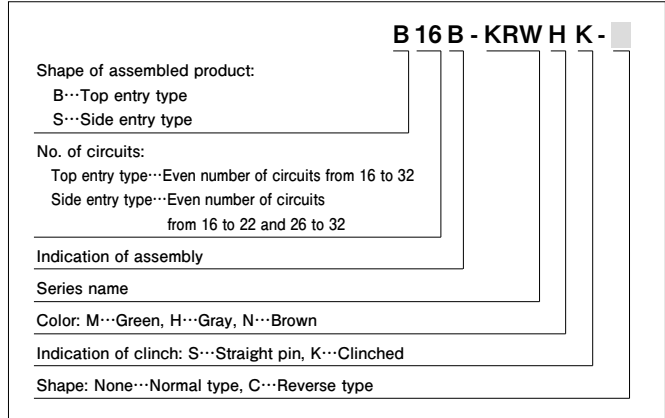 B 16 B - KRW H K -
Shape of assembled product:
B⋯Top entry type
S⋯Side entry type
No. of circuits:
Top entry type⋯Even number of circuits from 16 to 32
Side entry type⋯Even number of circuits
from 16 to 22 and 26 to 32
Indication of assembly
Series name
Color: M⋯Green, H⋯Gray, N⋯Brown
Indication of clinch: S⋯Straight pin, K⋯Clinched
Shape: None⋯Normal type, C⋯Reverse type